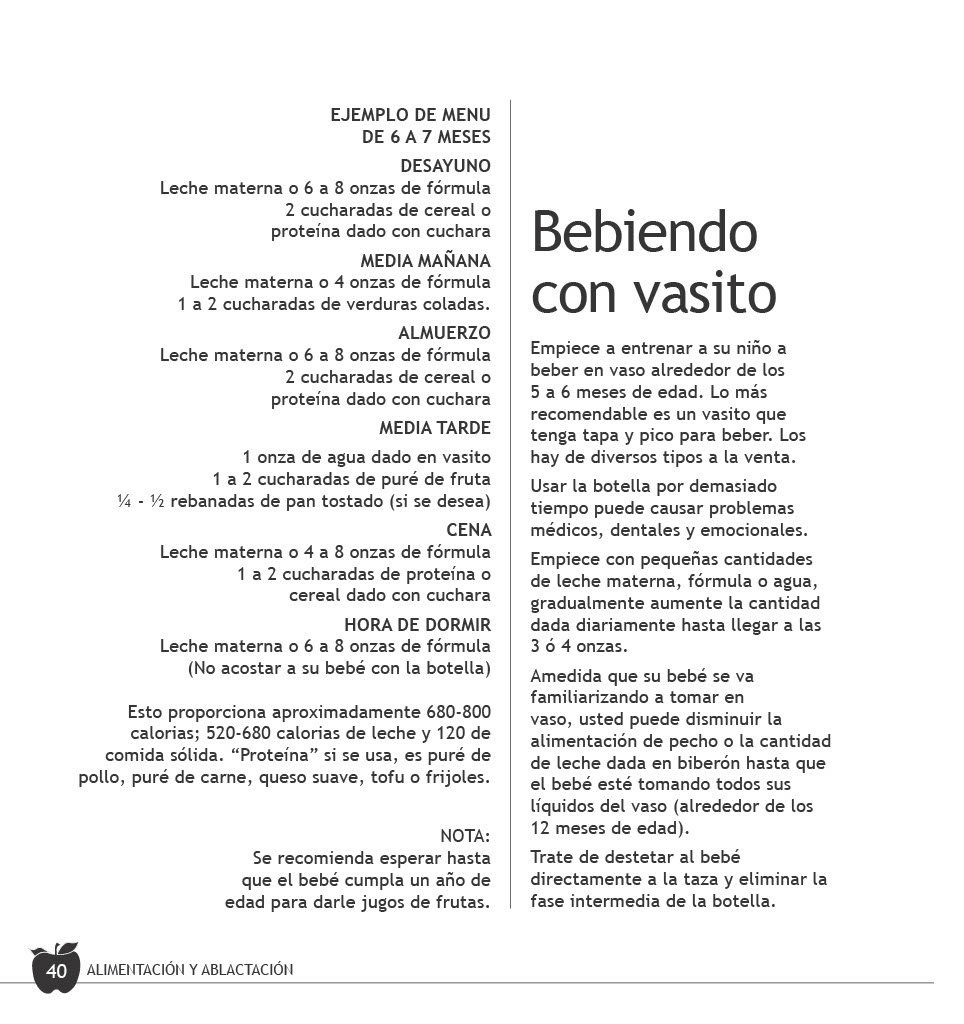 EJEMPLO DE MENU
DE 6 A 7 MESES
DESAYUNO
Leche materna o 6 a 8 onzas de fórmula
2 cucharadas de cereal o
proteína dado con cuchara
MEDIA MAÑANA
Leche materna o 4 onzas de fórmula
1 a 2 cucharadas de verduras coladas.
ALMUERZO
Leche materna o 6 a 8 onzas de fórmula
2 cucharadas de cereal o
proteína dado con cuchara
MEDIA TARDE
1 onza de agua dado en vasito
1 a 2 cucharadas de puré de fruta
¼ - ½ rebanadas de pan tostado (si se desea)
CENA
Leche materna o 4 a 8 onzas de fórmula
1 a 2 cucharadas de proteína o
cereal dado con cuchara
HORA DE DORMIR
Leche materna o 6 a 8 onzas de fórmula
(No acostar a su bebé con la botella)
Esto proporciona aproximadamente 680-800
calorias; 520-680 calorias de leche y 120 de
comida sólida. “Proteína” si se usa, es puré de
pollo, puré de carne, queso suave, tofu o frijoles.
NOTA:
Se recomienda esperar hasta
que el bebé cumpla un año de
edad para darle jugos de frutas.
Bebiendo
con vasito
Empiece a entrenar a su niño a
beber en vaso alrededor de los
5 a 6 meses de edad. Lo más
recomendable es un vasito que
tenga tapa y pico para beber. Los
hay de diversos tipos a la venta.
Usar la botella por demasiado
tiempo puede causar problemas
médicos, dentales y emocionales.
Empiece con pequeñas cantidades
de leche materna, fórmula o agua,
gradualmente aumente la cantidad
dada diariamente hasta llegar a las
3 ó 4 onzas.
Amedida que su bebé se va
familiarizando a tomar en
vaso, usted puede disminuir la
alimentación de pecho o la cantidad
de leche dada en biberón hasta que
el bebé esté tomando todos sus
líquidos del vaso (alrededor de los
12 meses de edad).
Trate de destetar al bebé
directamente a la taza y eliminar la
fase intermedia de la botella.
40 ALIMENTACIÓN Y ABLACTACIÓN